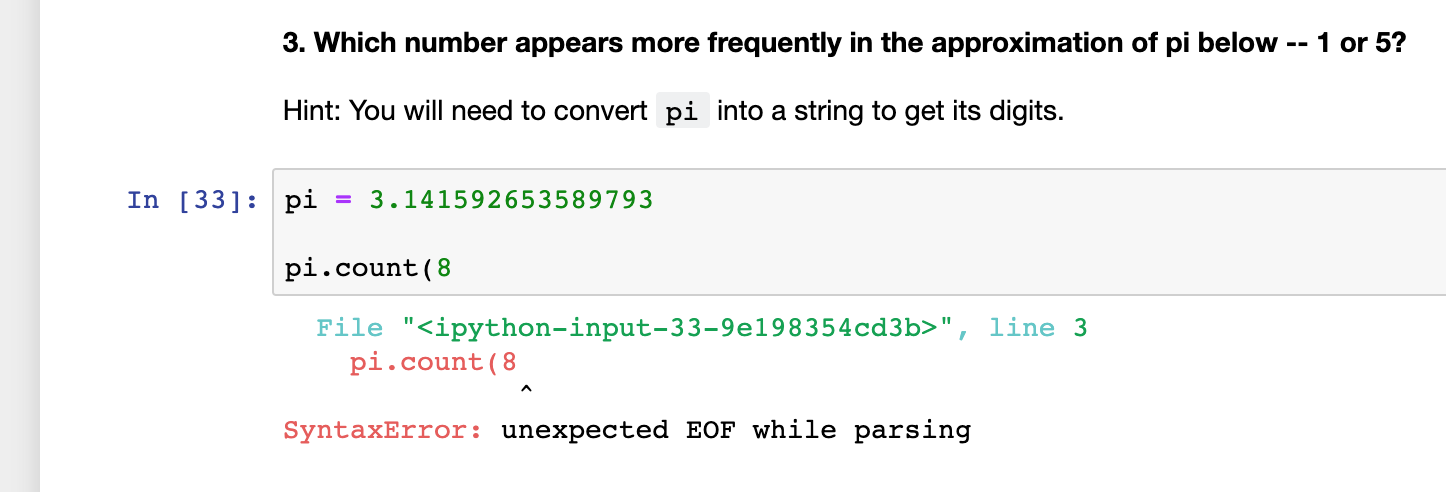 3. Which number appears more frequently in the approximation of pi below -- 1 or 5?
Hint: You will need to convert pi into a string to get its digits.
In [33]: pi = 3.141592653589793
pi.count(8
File "<ipython-input-33-9e198354cd3b>", line 3
pi.count(8
^
SyntaxError: unexpected EOF while parsing